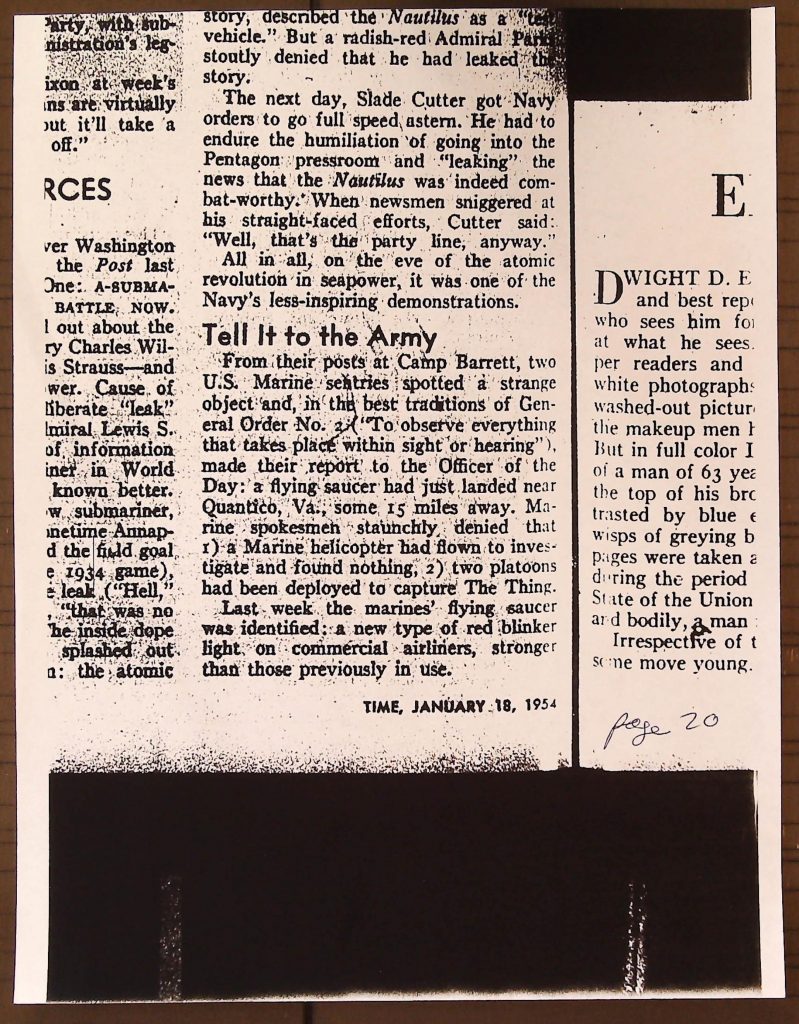 Party, with sub-
nistration's leg-
ixon at week's
ns are virtually
out it'll take a
off."
RCES
ver Washington
the Post last
One: A-SUBMA-
BATTLE NOW.
l out about the
ry Charles Wil-
is Strauss—and
wer. Cause of
liberate "leak"
lmiral Lewis S.
of information
iner in World
known better.
w submariner,
metime Annap-
d the field goal
e 1934 game),
e leak ("Hell,"
, "that was no
he inside dope
splashed out
n: the atomic
story, described the Nautilus as a "test
vehicle." But a radish-red Admiral Parks
stoutly denied that he had leaked the
story.
The next day, Slade Cutter got Navy
orders to go full speed astern. He had to
endure the humiliation of going into the
Pentagon pressroom and "leaking" the
news that the Nautilus was indeed com-
bat-worthy. When newsmen sniggered at
his straight-faced efforts, Cutter said:
"Well, that's the party line, anyway."
All in all, on the eve of the atomic
revolution in seapower, it was one of the
Navy's less-inspiring demonstrations.
Tell It to the Army
From their posts at Camp Barrett, two
U.S. Marine sentries spotted a strange
object and, in the best traditions of Gen-
eral Order No. 2 ("To observe everything
that takes place within sight or hearing"),
made their report to the Officer of the
Day: a flying saucer had just landed near
Quantico, Va., some 15 miles away. Ma-
rine spokesmen staunchly denied that
1) a Marine helicopter had flown to inves-
tigate and found nothing, 2) two platoons
had been deployed to capture The Thing.
Last week the marines' flying saucer
was identified: a new type of red blinker
light on commercial airliners, stronger
than those previously in use.
TIME, JANUARY 18, 1954
E
DWIGHT D. E
and best rep
who sees him fo
at what he sees.
per readers and
white photographs
washed-out pictur
the makeup men h
But in full color I
of a man of 63 yea
the top of his bro
trasted by blue e
wisps of greying b
pages were taken a
during the period
State of the Union
and bodily, a man
Irrespective of t
some move young.
page 20